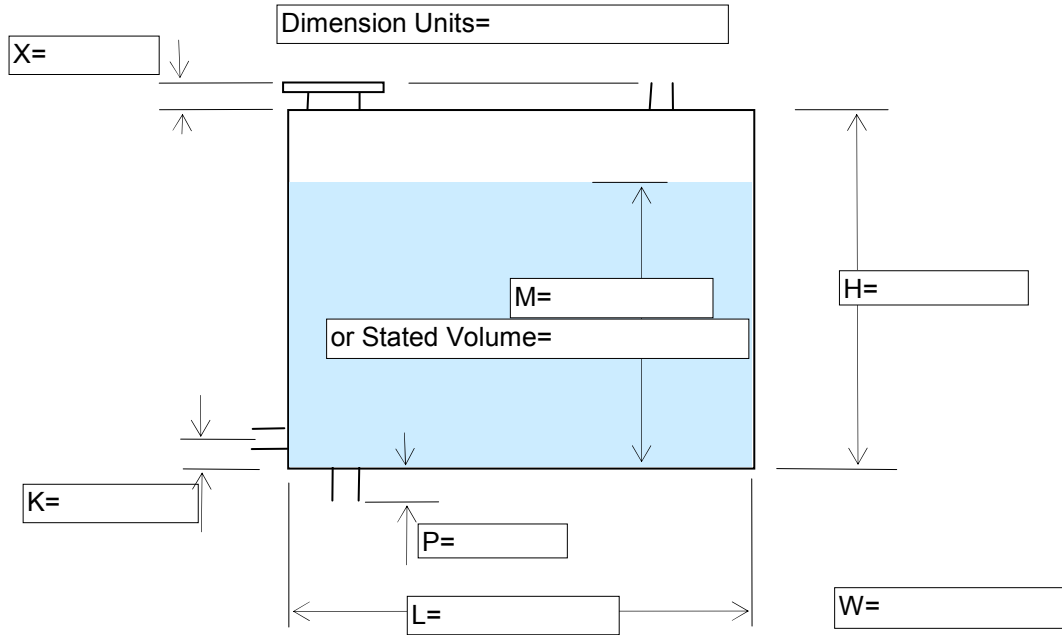 Dimension Units=
X=
M=
H=
or Stated Volume=
K=
P=
L=
W=